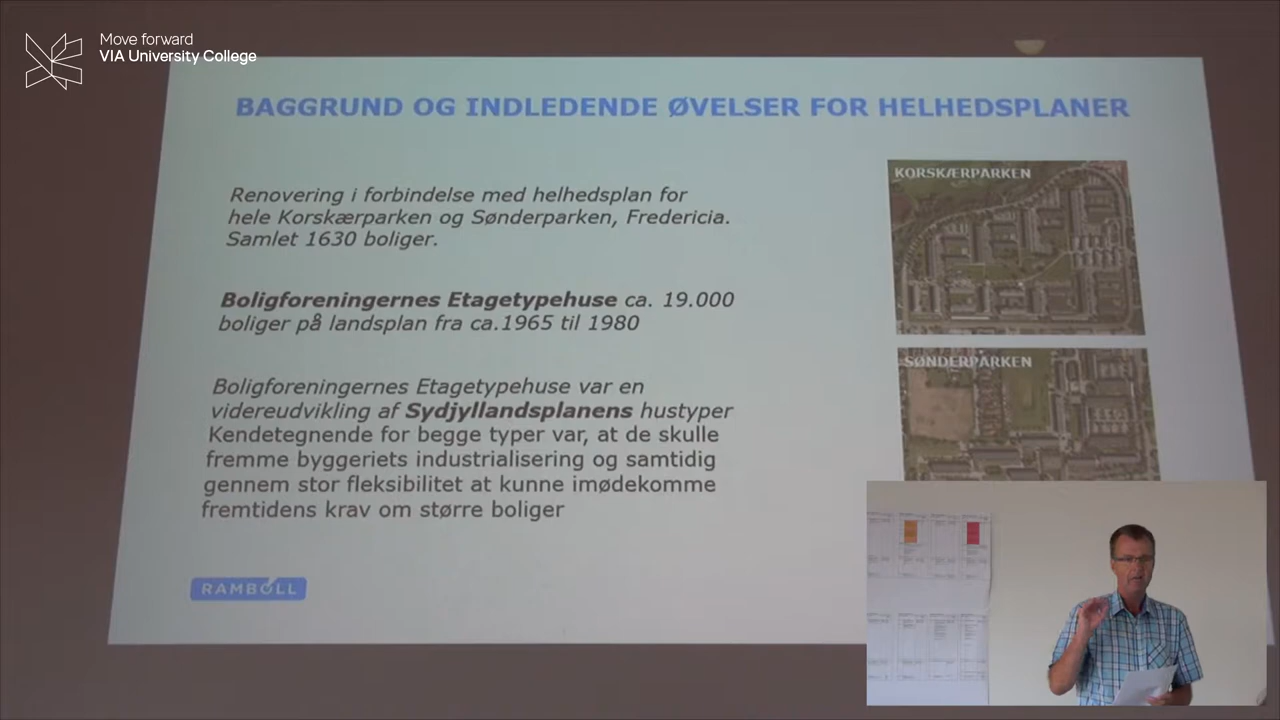 Move forward
VIA University College
BAGGRUND OG INDLEDENDE ØVELSER FOR HELHEDSPLANER
Renovering i forbindelse med helhedsplan for
hele Korskærparken og Sønderparken, Fredericia.
Samlet 1630 boliger.
Boligforeningernes Etagetypehuse ca. 19.000
boliger på landsplan fra ca.1965 til 1980
Boligforeningernes Etagetypehuse var en
videreudvikling af Sydjyllandsplanens hustyper
Kendetegnende for begge typer var, at de skulle
fremme byggeriets industrialisering og samtidig
gennem stor fleksibilitet at kunne imødekomme
fremtidens krav om større boliger
KORSKÆRPARKEN
SØNDERPARKEN
RAMBØLL